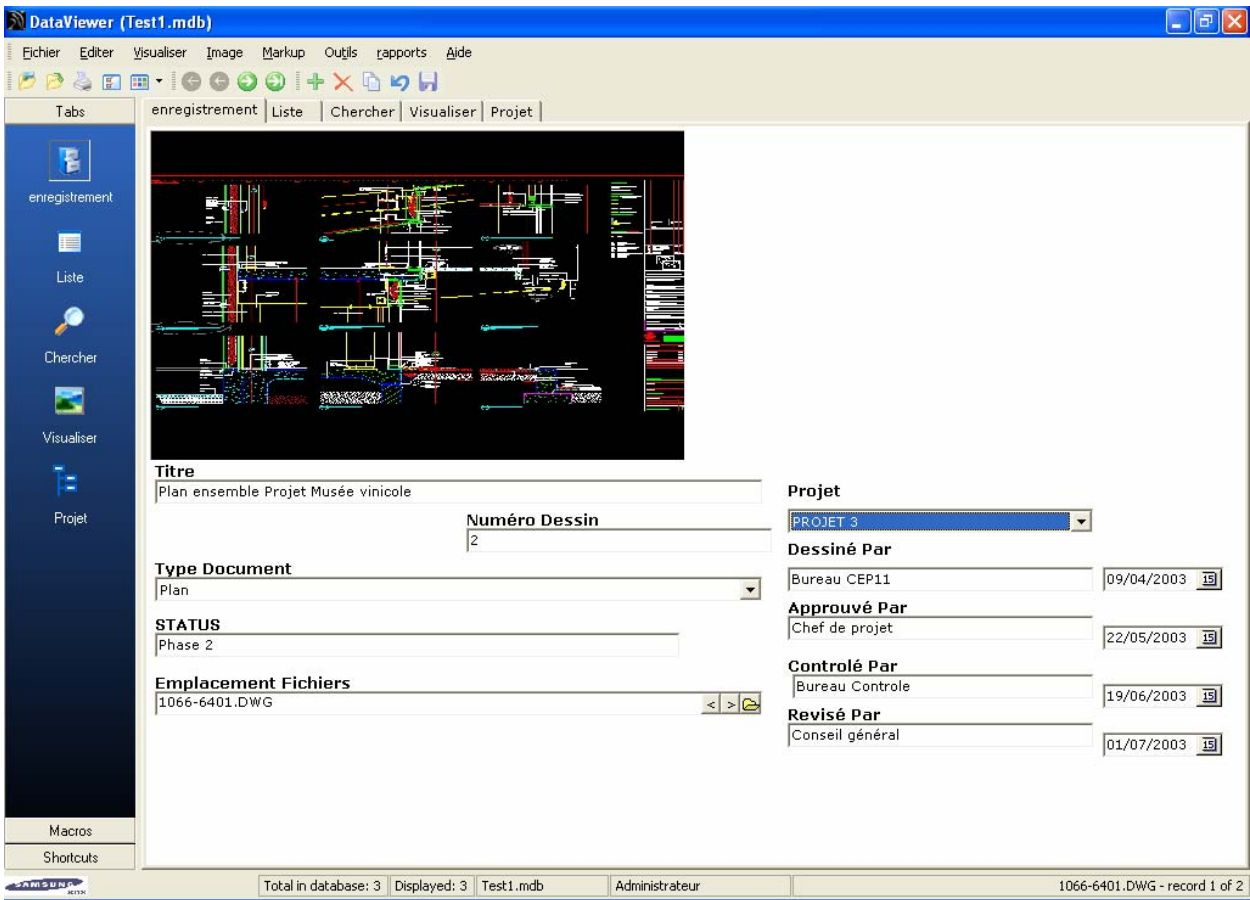 DataViewer (Test1.mdb)
Fichier Editer Visualiser Image Markup Outils rapports Aide
Tabs
enregistrement Liste Chercher Visualiser Projet
enregistrement
Liste
Chercher
Visualiser
Projet
Titre
Plan ensemble Projet Musée vinicole
Numéro Dessin
2
Type Document
Plan
STATUS
Phase 2
Emplacement Fichiers
1066-6401.DWG < >
Projet
PROJET 3
Dessiné Par
Bureau CEP11 09/04/2003 15
Approuvé Par
Chef de projet 22/05/2003 15
Controlé Par
Bureau Controle 19/06/2003 15
Revisé Par
Conseil général 01/07/2003 15
Macros
Shortcuts
SAMSUNG Total in database: 3 Displayed: 3 Test1.mdb Administrateur 1066-6401.DWG - record 1 of 2